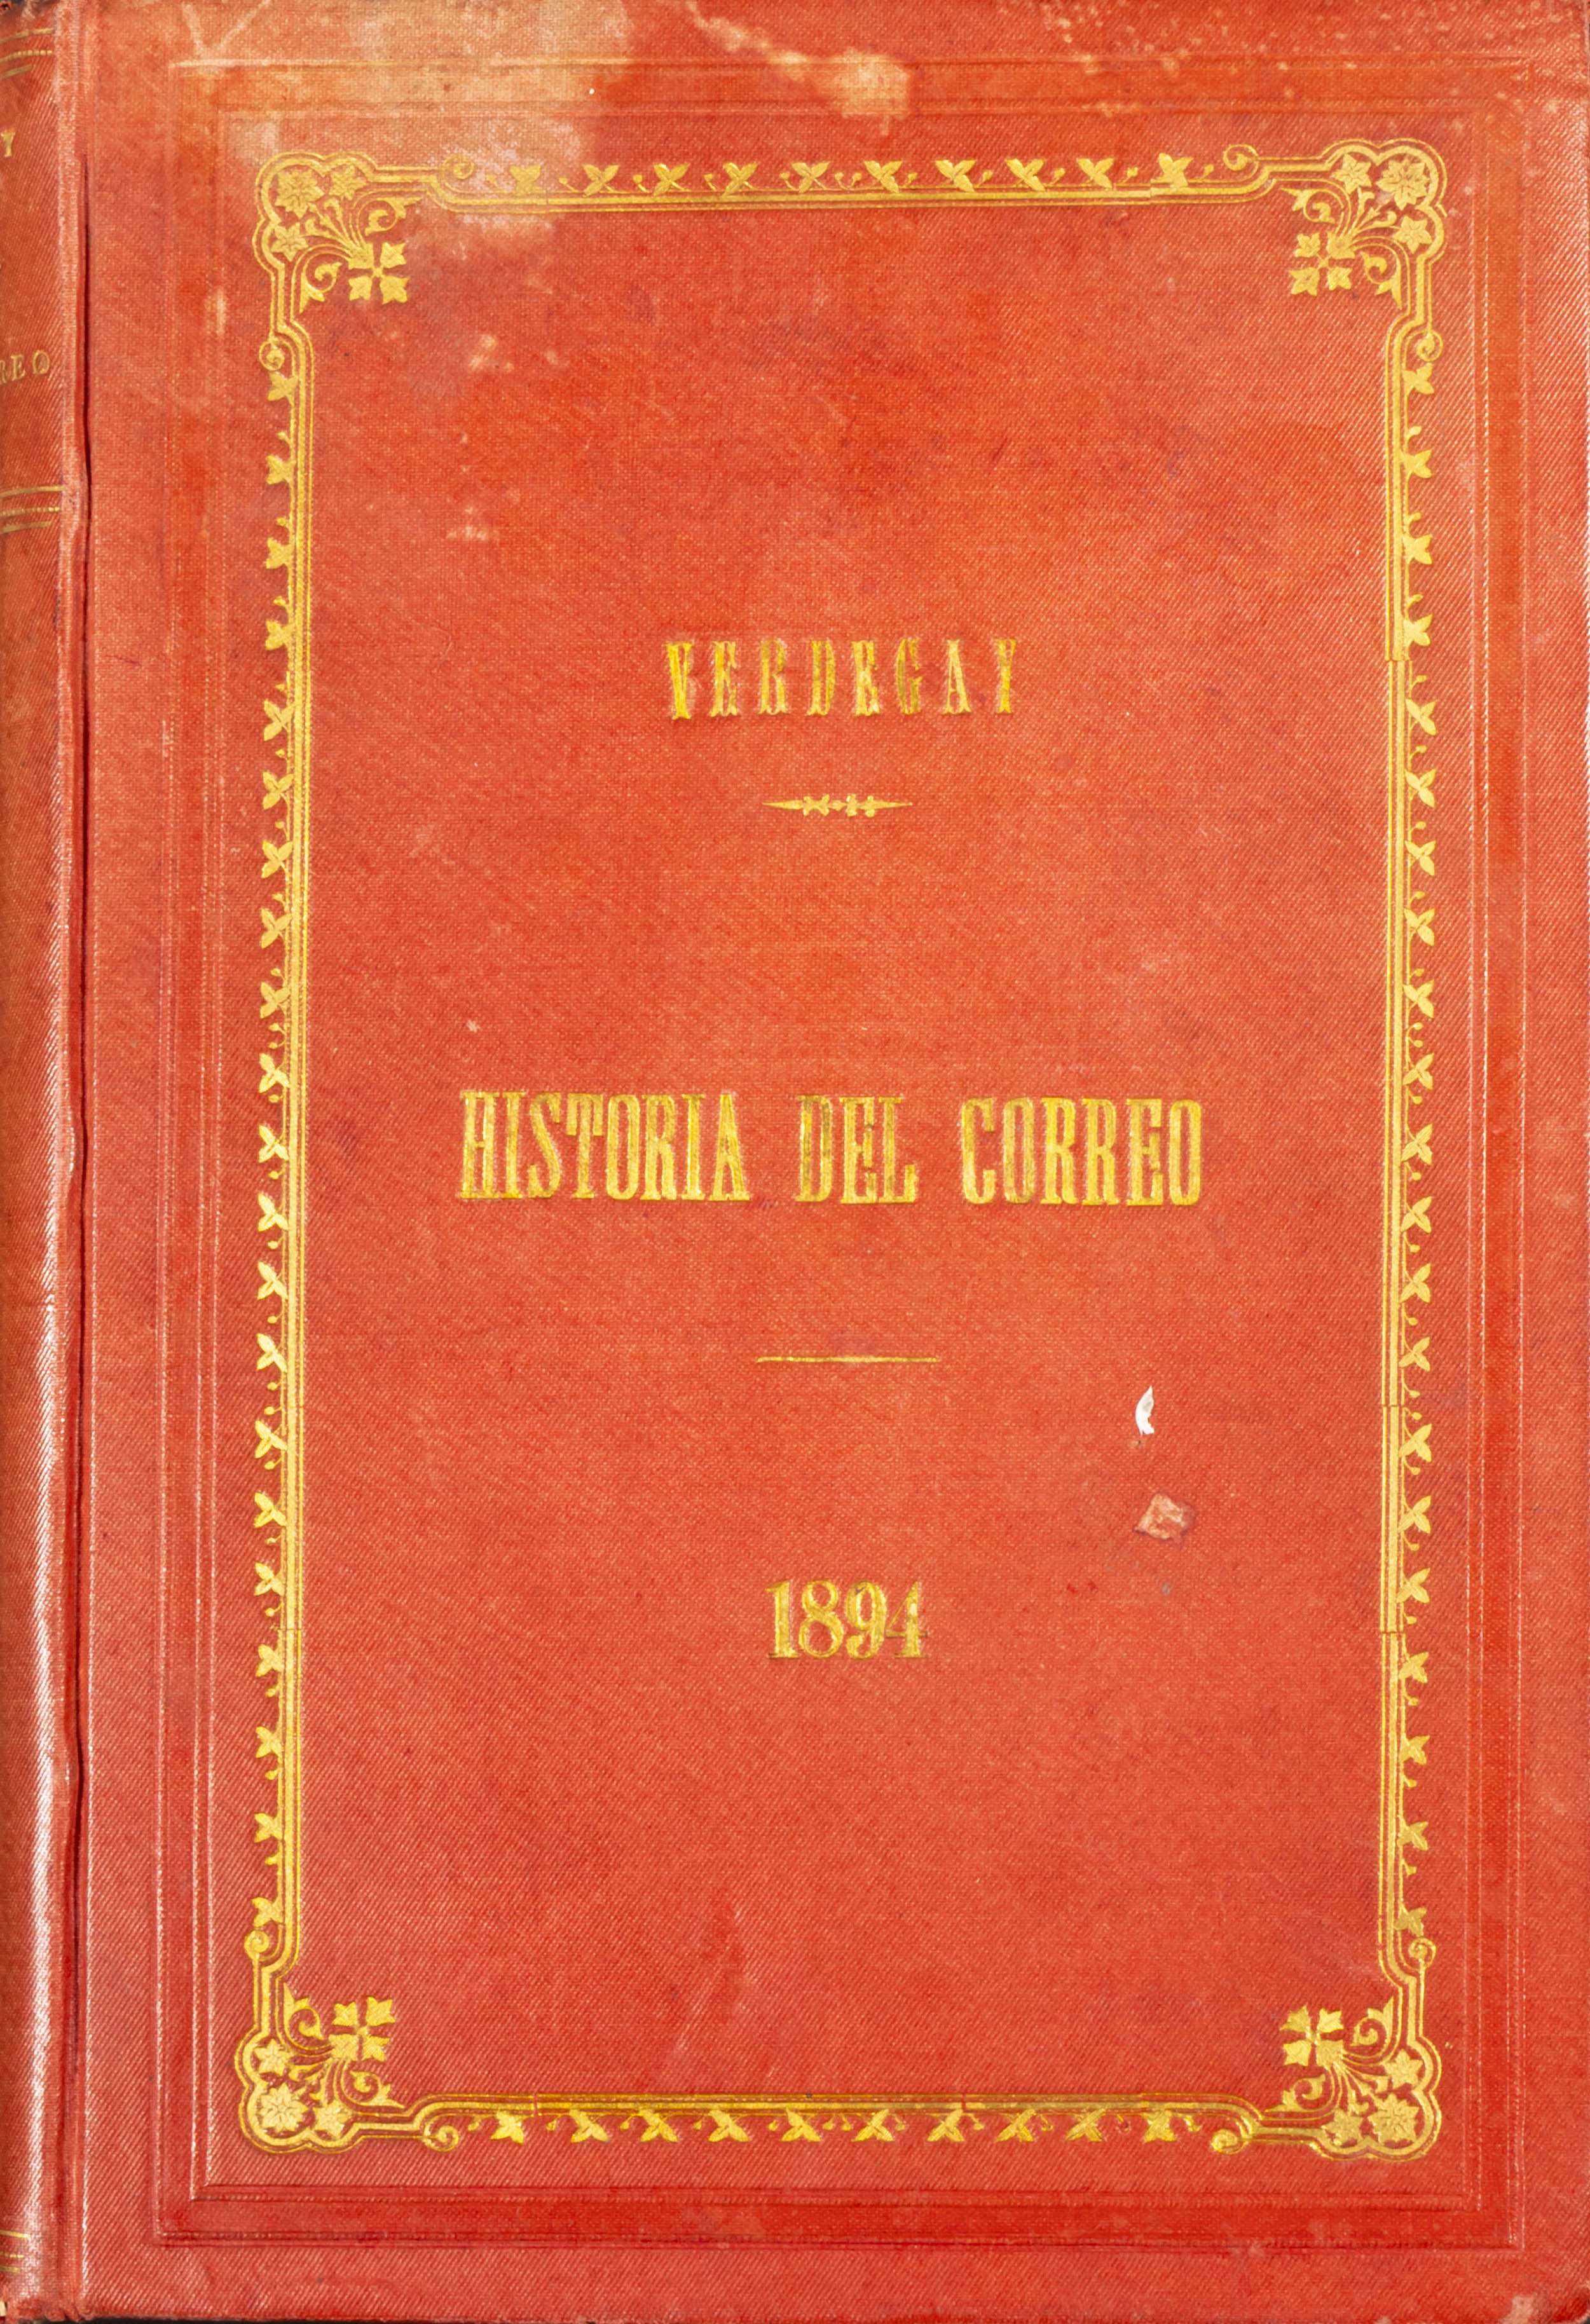 VERDEGAY
HISTORIA DEL CORREO
1894